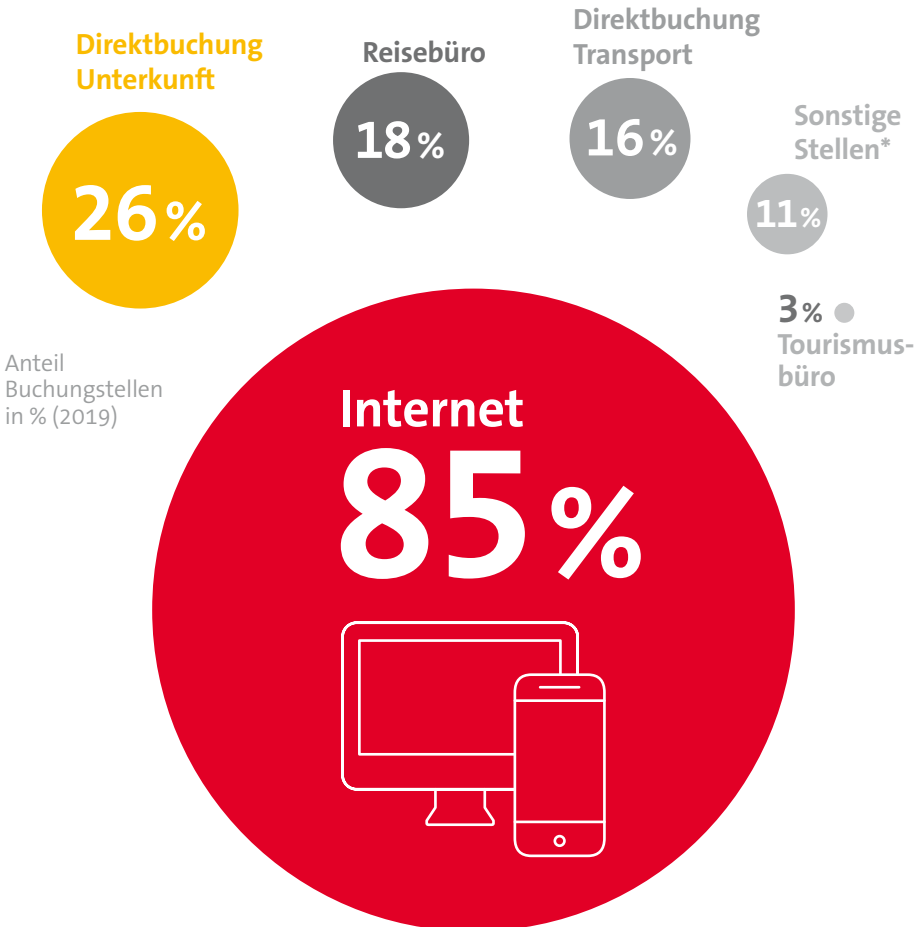 Direktbuchung
Unterkunft
26 %
Reisebüro
18 %
Direktbuchung
Transport
16 %
Sonstige
Stellen*
11 %
3 %
Tourismus-
büro
Anteil
Buchungstellen
in % (2019)
Internet
85 %